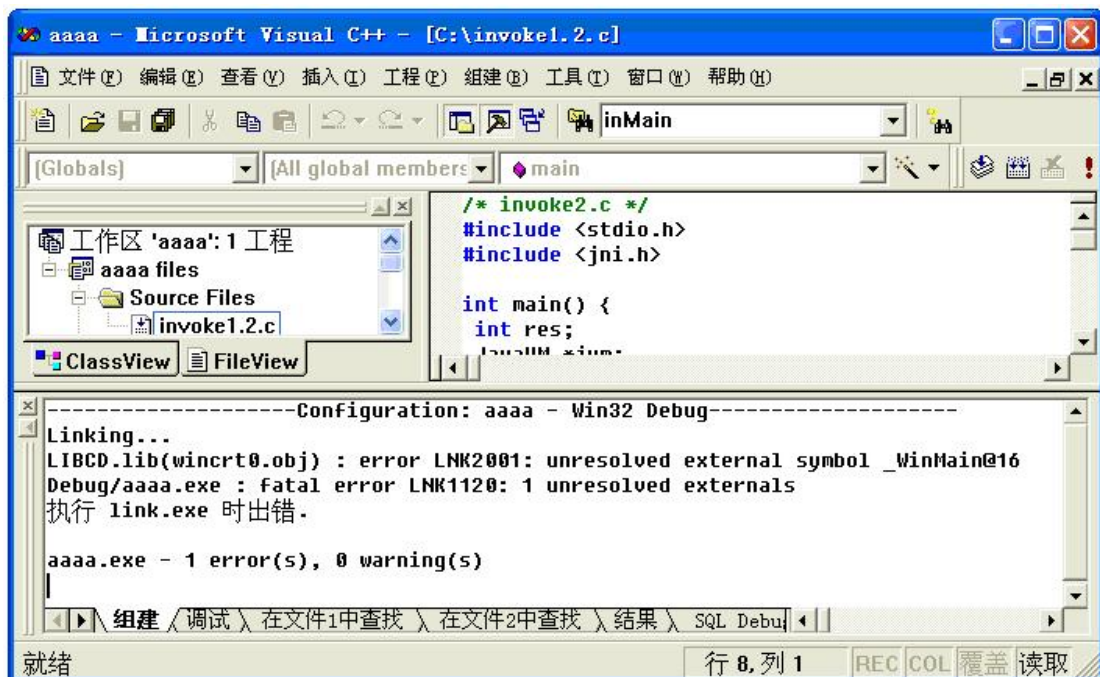 aaaa - Microsoft Visual C++ - [C:\invoke1.2.c]
文件(F) 编辑(E) 查看(V) 插入(I) 工程(P) 组建(B) 工具(T) 窗口(W) 帮助(H)
inMain
(Globals) (All global members main
工作区 'aaaa': 1 工程
aaaa files
Source Files
invoke1.2.c
ClassView FileView
/* invoke2.c */
#include <stdio.h>
#include <jni.h>
int main() {
int res;
JavaVM *jvm;
--------------------Configuration: aaaa - Win32 Debug--------------------
Linking...
LIBCD.lib(wincrt0.obj) : error LNK2001: unresolved external symbol _WinMain@16
Debug/aaaa.exe : fatal error LNK1120: 1 unresolved externals
执行 link.exe 时出错.
aaaa.exe - 1 error(s), 0 warning(s)
组建 调试 在文件1中查找 在文件2中查找 结果 SQL Debu
就绪 行 8, 列 1 REC COL 覆盖 读取